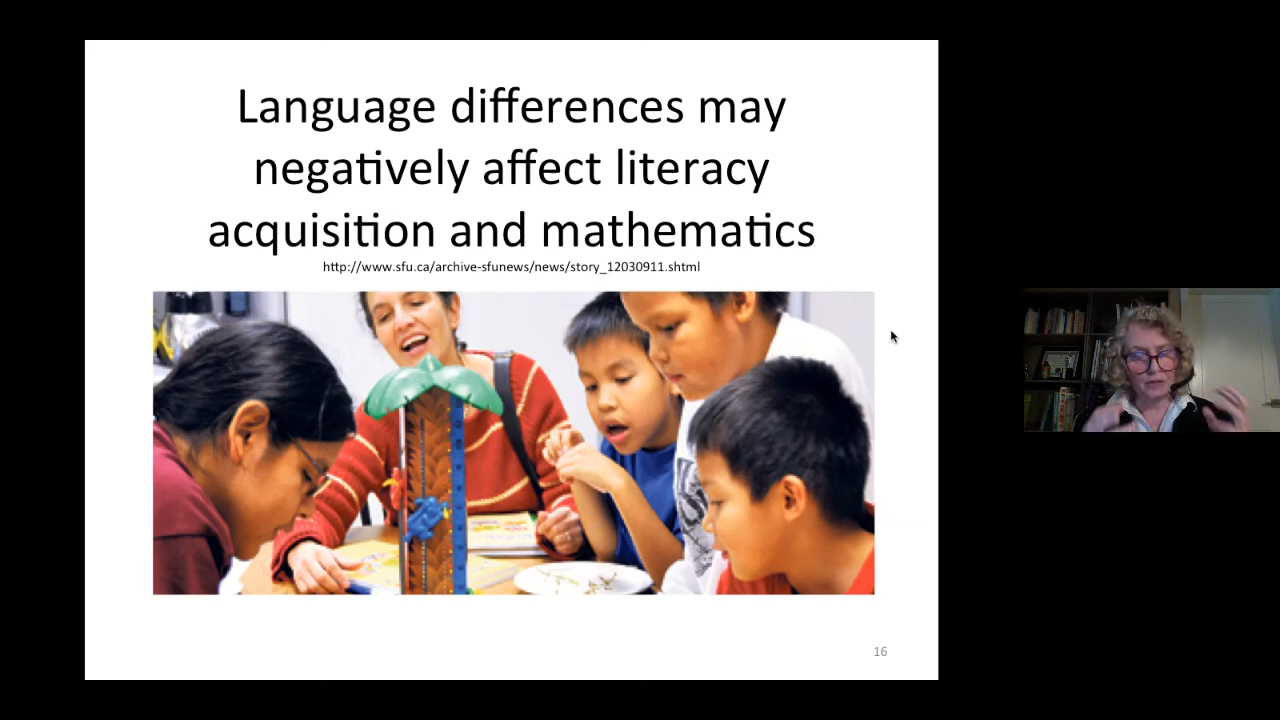 Language differences may
negatively affect literacy
acquisition and mathematics
http://www.sfu.ca/archive-sfunews/news/story_12030911.shtml
16